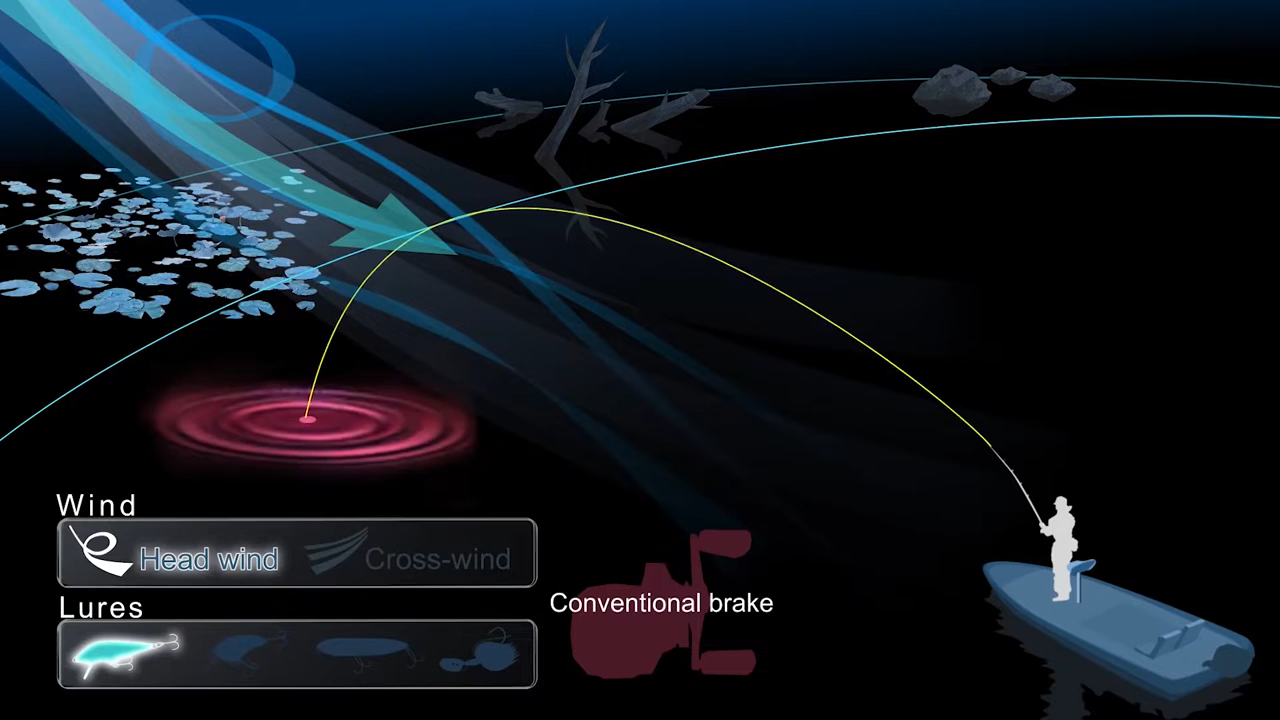 Wind
Head wind
Cross-wind
Lures
Conventional brake